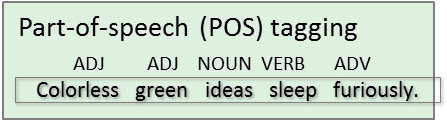 Part-of-speech (POS) tagging
ADJ ADJ NOUN VERB ADV
Colorless green ideas sleep furiously.